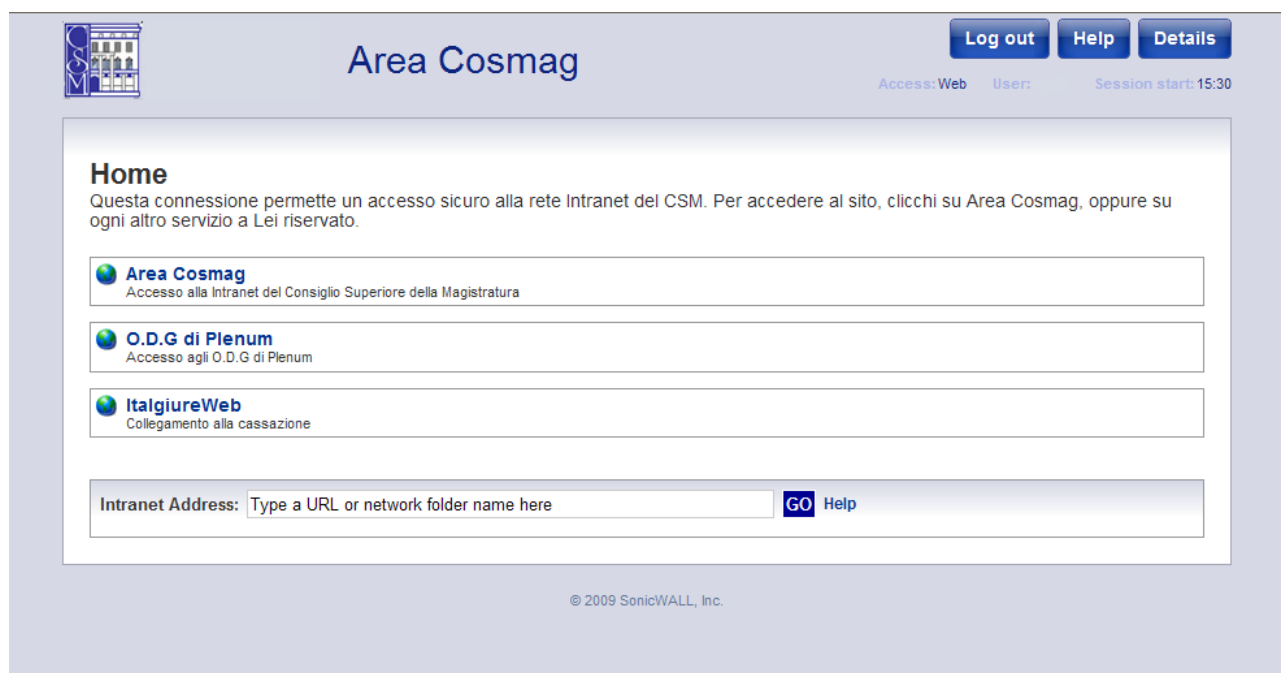 CSM
Area Cosmag
Log out
Help
Details
Access: Web User: Session start: 15:30
Home
Questa connessione permette un accesso sicuro alla rete Intranet del CSM. Per accedere al sito, clicchi su Area Cosmag, oppure su
ogni altro servizio a Lei riservato.
Area Cosmag
Accesso alla Intranet del Consiglio Superiore della Magistratura
O.D.G di Plenum
Accesso agli O.D.G di Plenum
ItalgiureWeb
Collegamento alla cassazione
Intranet Address: Type a URL or network folder name here GO Help
© 2009 SonicWALL, Inc.